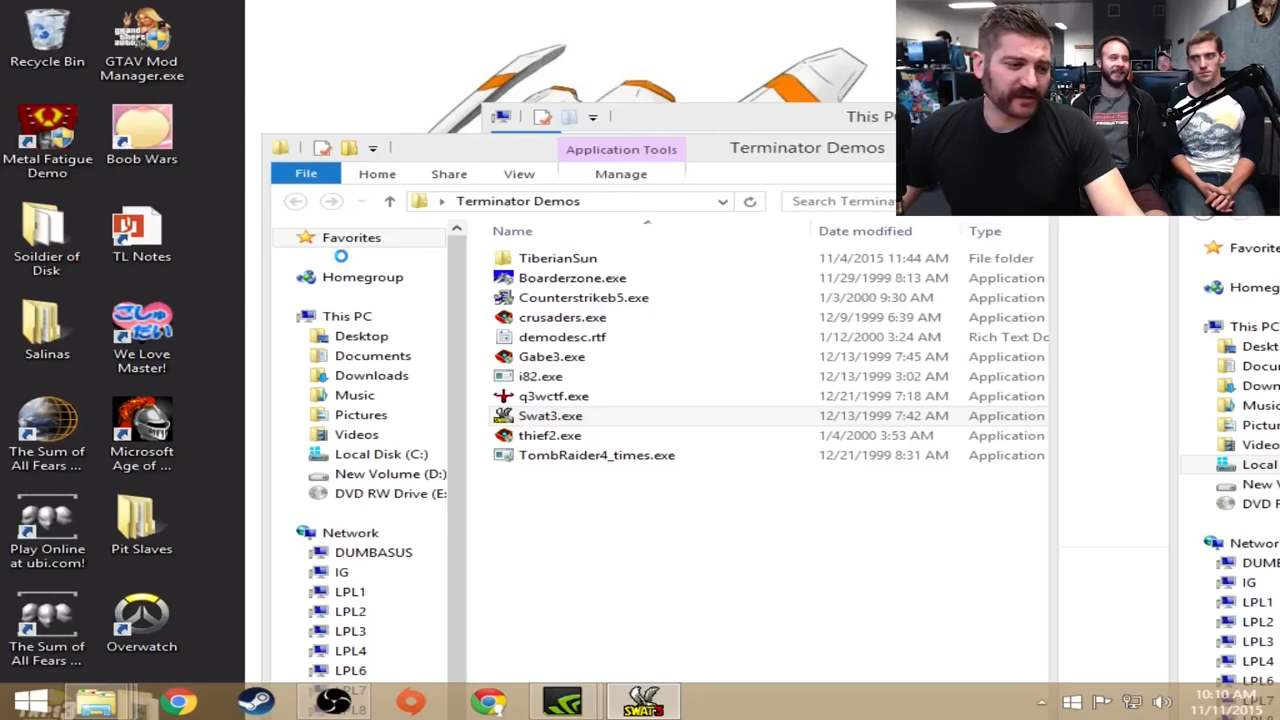 Recycle Bin
GTAV Mod
Manager.exe
Metal Fatigue
Demo
Boob Wars
Soildier of
Disk
TL Notes
Salinas
We Love
Master!
The Sum of
All Fears ...
Microsoft
Age of ...
Play Online
at ubi.com!
Pit Slaves
The Sum of
All Fears ...
Overwatch
This PC
Application Tools
Terminator Demos
File
Home
Share
View
Manage
Terminator Demos
Search Termina
Favorites
Homegroup
This PC
Desktop
Documents
Downloads
Music
Pictures
Videos
Local Disk (C:)
New Volume (D:)
DVD RW Drive (E:
Network
DUMBASUS
IG
LPL1
LPL2
LPL3
LPL4
LPL6
LPL7
LPL8
Name
Date modified
Type
TiberianSun
11/4/2015 11:44 AM
File folder
Boarderzone.exe
11/29/1999 8:13 AM
Application
Counterstrikeb5.exe
1/3/2000 9:30 AM
Application
crusaders.exe
12/9/1999 6:39 AM
Application
demodesc.rtf
1/12/2000 3:24 AM
Rich Text Do
Gabe3.exe
12/13/1999 7:45 AM
Application
i82.exe
12/13/1999 3:02 AM
Application
q3wctf.exe
12/21/1999 7:18 AM
Application
Swat3.exe
12/13/1999 7:42 AM
Application
thief2.exe
1/4/2000 3:53 AM
Application
TombRaider4_times.exe
12/21/1999 8:31 AM
Application
Favorite
Homeg
This PC
Deskt
Docu
Down
Music
Pictur
Video
Local
New V
DVD R
Networ
DUM
IG
LPL1
LPL2
LPL3
LPL4
LPL6
LPL7
SWAT3
10:10 AM
11/11/2015